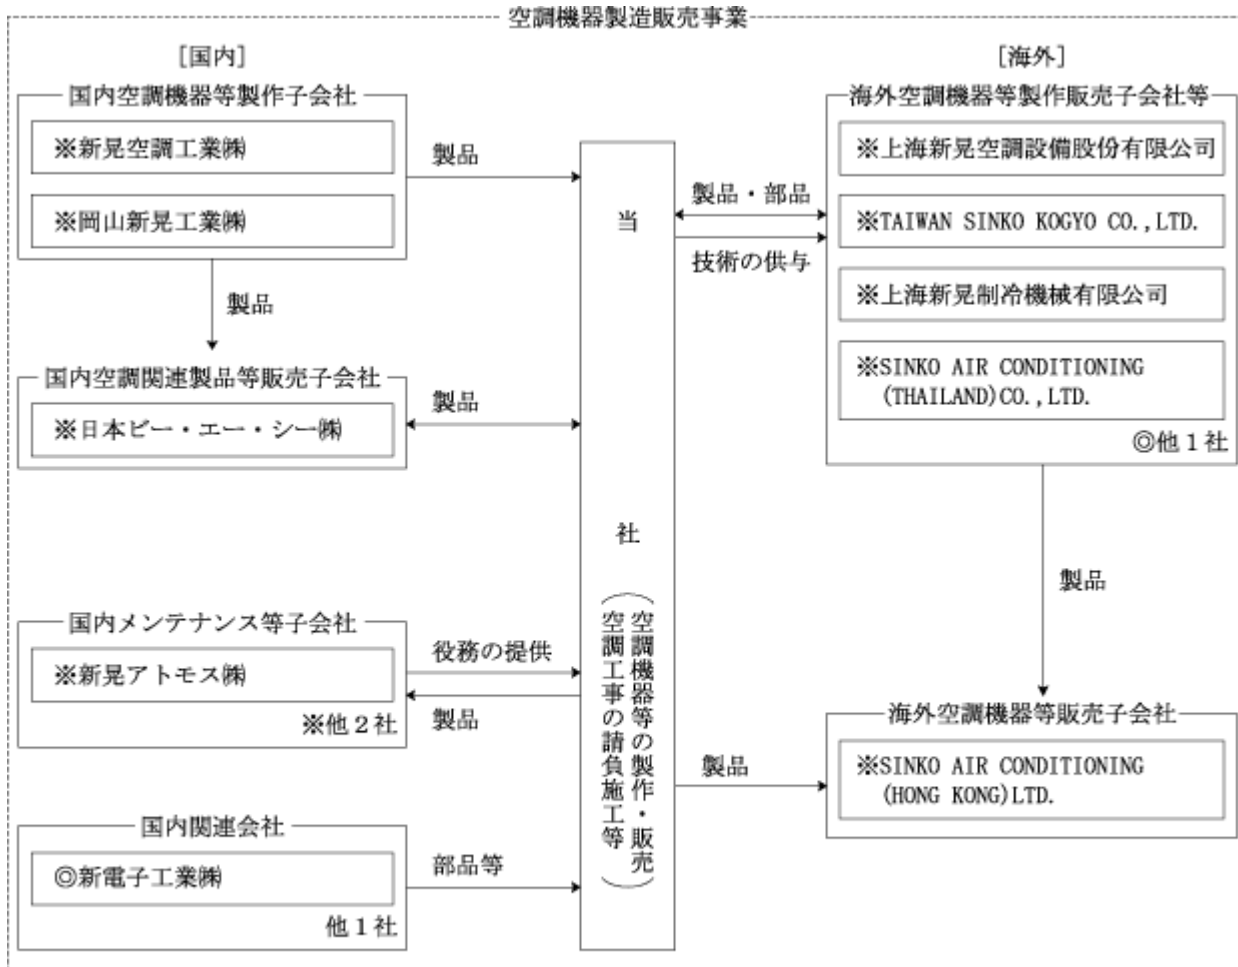 空調機器製造販売事業
[国内]
国内空調機器等製作子会社
※新晃空調工業㈱
※岡山新晃工業㈱
製品
製品
国内空調関連製品等販売子会社
※日本ビー・エー・シー㈱
製品
国内メンテナンス等子会社
※新晃アトモス㈱
※他2社
役務の提供
製品
国内関連会社
◎新電子工業㈱
他1社
部品等
当社
(空調機器等の製作・販売
空調工事の請負施工等)
[海外]
製品・部品
技術の供与
海外空調機器等製作販売子会社等
※上海新晃空調設備股份有限公司
※TAIWAN SINKO KOGYO CO.,LTD.
※上海新晃制冷機械有限公司
※SINKO AIR CONDITIONING
(THAILAND)CO.,LTD.
◎他1社
製品
製品
海外空調機器等販売子会社
※SINKO AIR CONDITIONING
(HONG KONG)LTD.